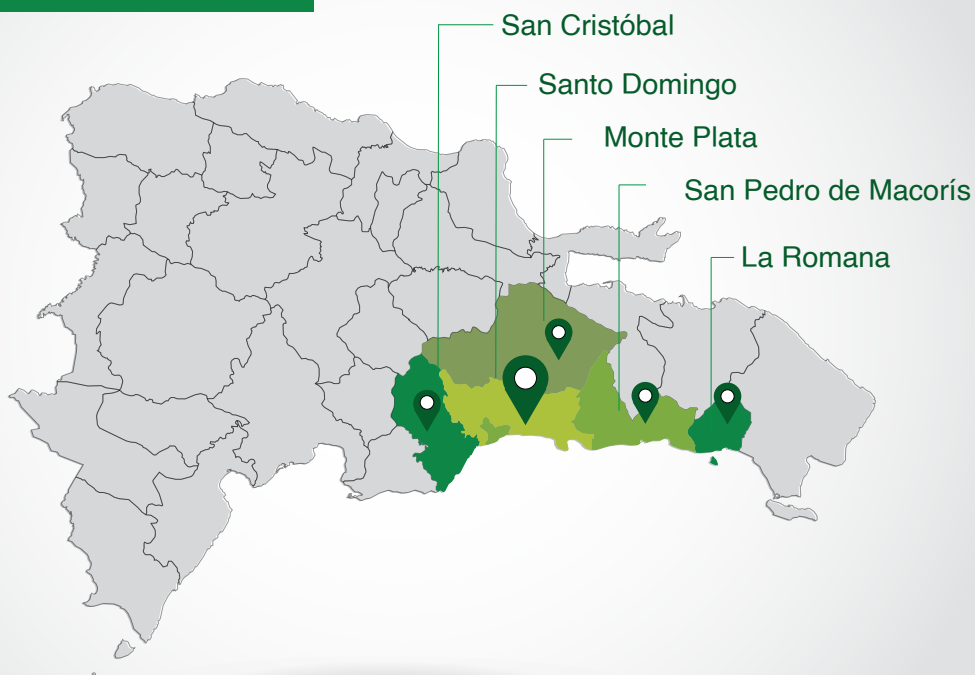 San Cristóbal
Santo Domingo
Monte Plata
San Pedro de Macorís
La Romana